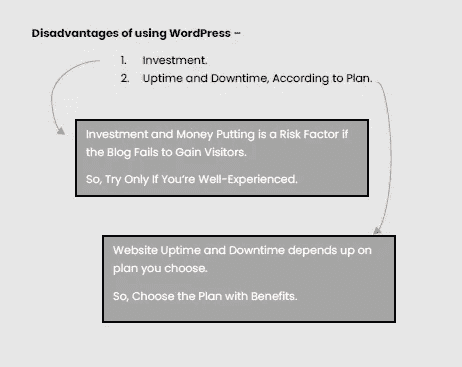 Disadvantages of using WordPress –
1. Investment.
2. Uptime and Downtime, According to Plan.
Investment and Money Putting is a Risk Factor if
the Blog Fails to Gain Visitors.
So, Try Only If You're Well-Experienced.
Website Uptime and Downtime depends up on
plan you choose.
So, Choose the Plan with Benefits.